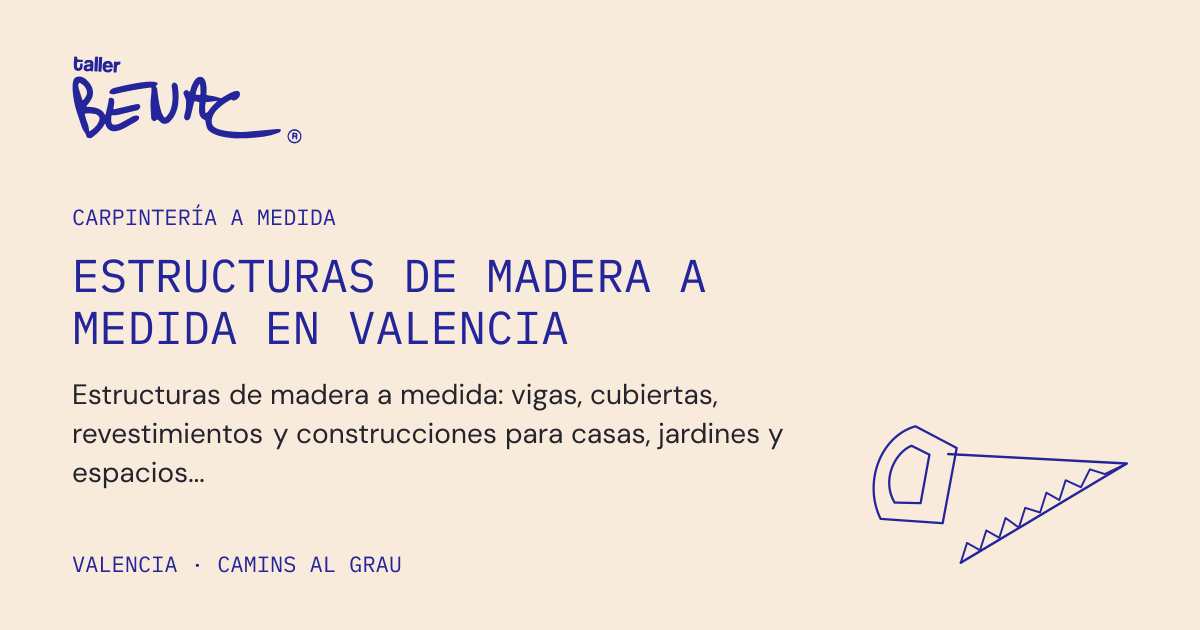 taller
BENAC ®
CARPINTERÍA A MEDIDA
ESTRUCTURAS DE MADERA A
MEDIDA EN VALENCIA
Estructuras de madera a medida: vigas, cubiertas,
revestimientos y construcciones para casas, jardines y
espacios...
VALENCIA · CAMINS AL GRAU